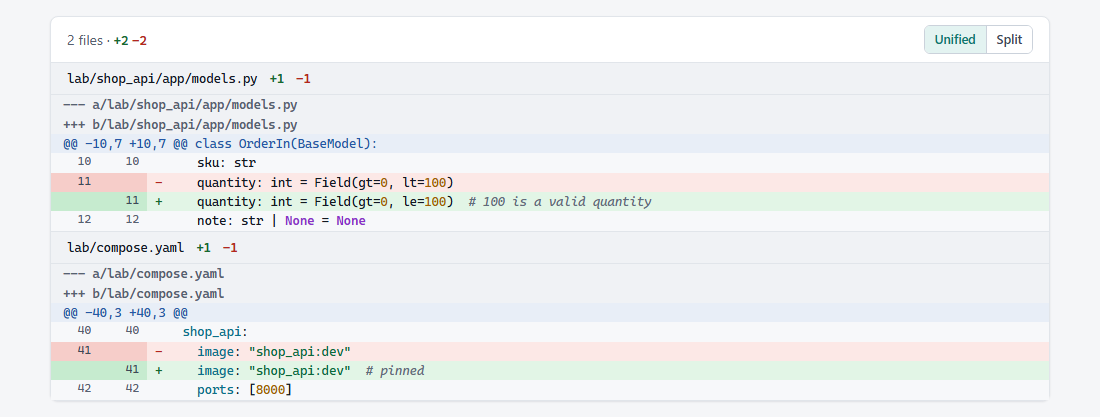 2 files · +2 −2
Unified Split
lab/shop_api/app/models.py +1 −1
--- a/lab/shop_api/app/models.py
+++ b/lab/shop_api/app/models.py
@@ -10,7 +10,7 @@ class OrderIn(BaseModel):
10 10 sku: str
11 − quantity: int = Field(gt=0, lt=100)
11 + quantity: int = Field(gt=0, le=100) # 100 is a valid quantity
12 12 note: str | None = None
lab/compose.yaml +1 −1
--- a/lab/compose.yaml
+++ b/lab/compose.yaml
@@ -40,3 +40,3 @@
40 40 shop_api:
41 − image: "shop_api:dev"
41 + image: "shop_api:dev" # pinned
42 42 ports: [8000]